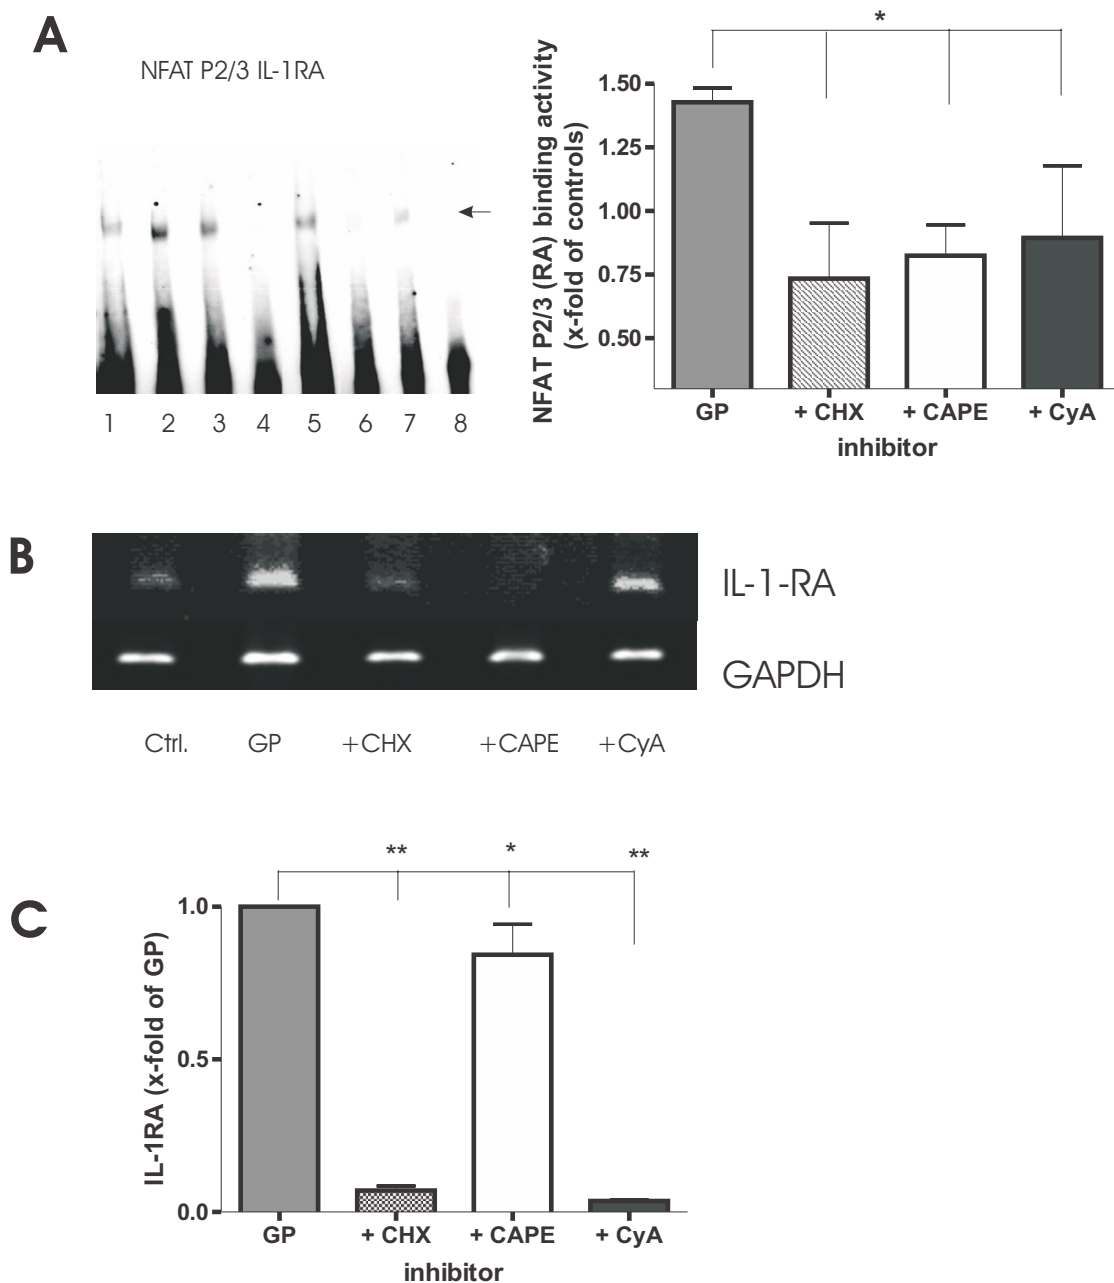 A
NFAT P2/3 IL-1RA
1 2 3 4 5 6 7 8
NFAT P2/3 (RA) binding activity
(x-fold of controls)
*
1.50
1.25
1.00
0.75
0.50
GP + CHX + CAPE + CyA
inhibitor
B
IL-1-RA
GAPDH
Ctrl. GP +CHX +CAPE +CyA
C
IL-1RA (x-fold of GP)
** * **
1.0
0.5
0.0
GP + CHX + CAPE + CyA
inhibitor